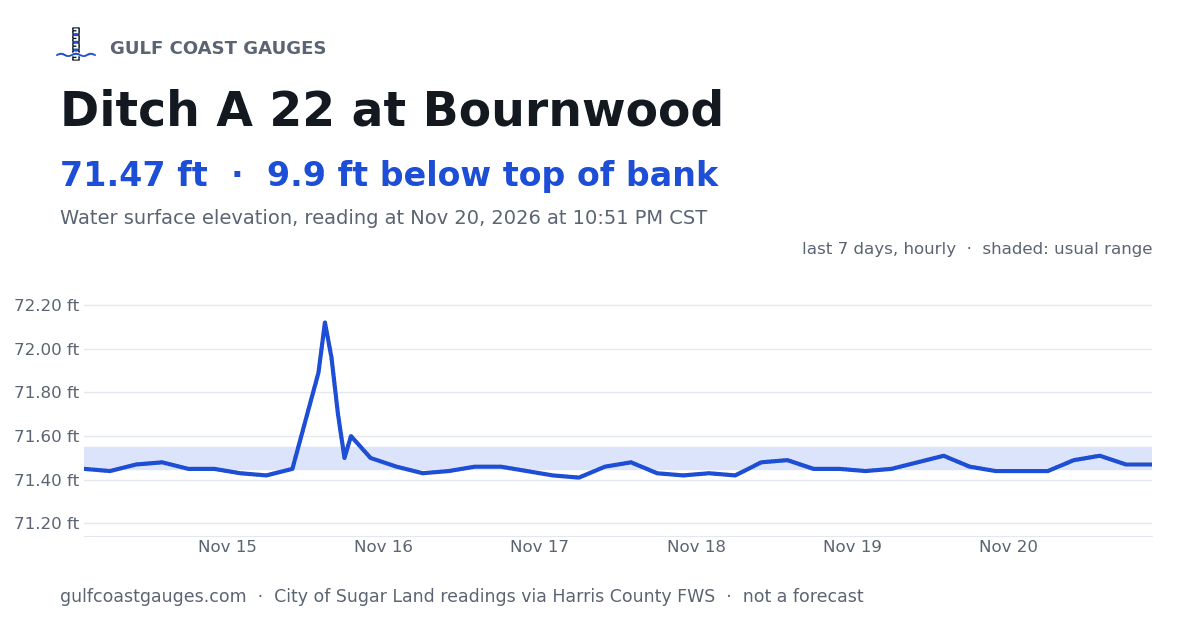 GULF COAST GAUGES
Ditch A 22 at Bournwood
71.47 ft · 9.9 ft below top of bank
Water surface elevation, reading at Nov 20, 2026 at 10:51 PM CST
last 7 days, hourly · shaded: usual range
72.20 ft
72.00 ft
71.80 ft
71.60 ft
71.40 ft
71.20 ft
Nov 15 Nov 16 Nov 17 Nov 18 Nov 19 Nov 20
gulfcoastgauges.com · City of Sugar Land readings via Harris County FWS · not a forecast